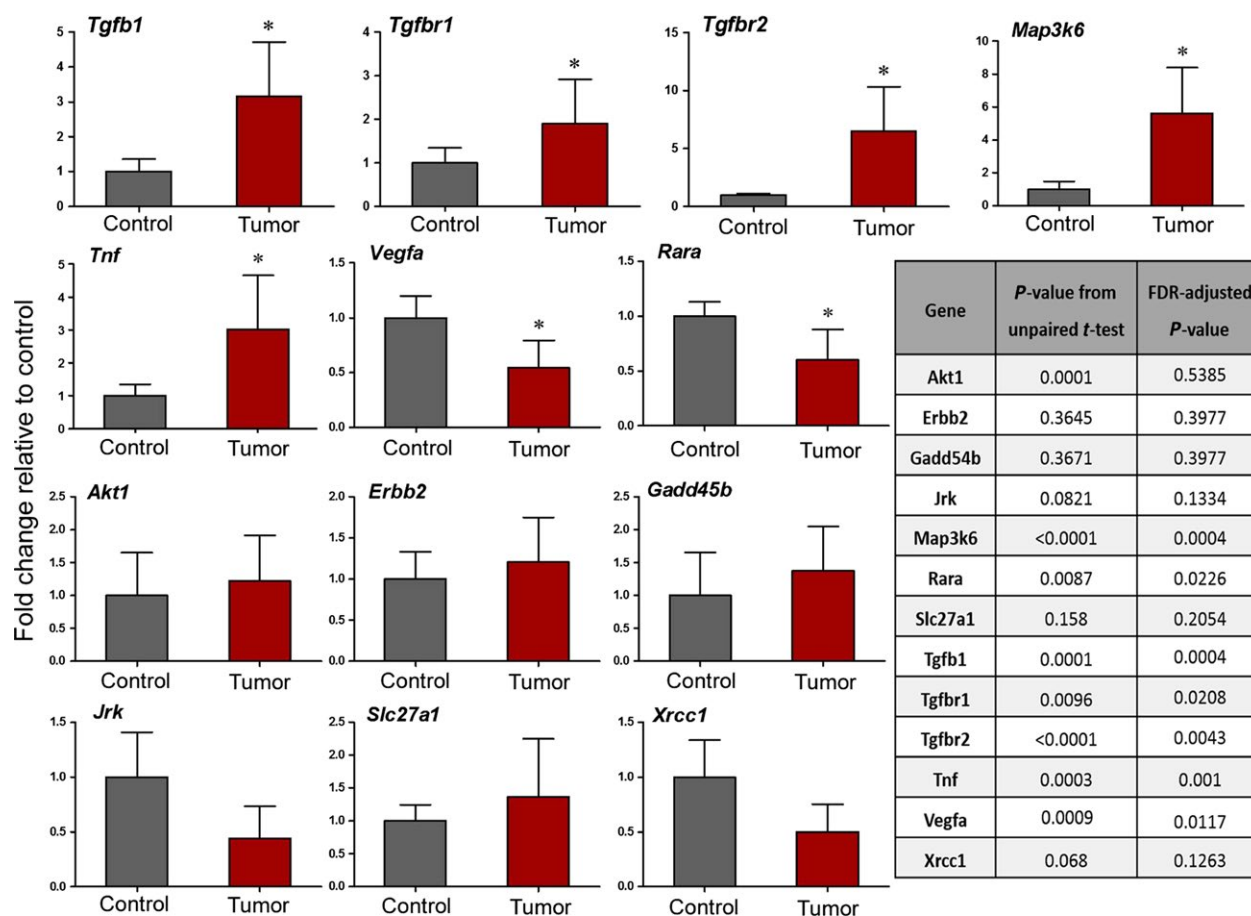 Fold change relative to control
Tgfb1
*
5
4
3
2
1
0
Control Tumor
Tgfbr1
*
4
3
2
1
0
Control Tumor
Tgfbr2
*
15
10
5
0
Control Tumor
Map3k6
*
10
8
6
4
2
0
Control Tumor
Tnf
*
5
4
3
2
1
0
Control Tumor
Vegfa
*
1.5
1.0
0.5
0.0
Control Tumor
Rara
*
1.5
1.0
0.5
0.0
Control Tumor
Akt1
2.5
2.0
1.5
1.0
0.5
0.0
Control Tumor
Erbb2
2.0
1.5
1.0
0.5
0.0
Control Tumor
Gadd45b
2.5
2.0
1.5
1.0
0.5
0.0
Control Tumor
Jrk
1.5
1.0
0.5
0.0
Control Tumor
Slc27a1
2.5
2.0
1.5
1.0
0.5
0.0
Control Tumor
Xrcc1
1.5
1.0
0.5
0.0
Control Tumor
Gene
P-value from
unpaired t-test
FDR-adjusted
P-value
Akt1 0.0001 0.5385
Erbb2 0.3645 0.3977
Gadd54b 0.3671 0.3977
Jrk 0.0821 0.1334
Map3k6 <0.0001 0.0004
Rara 0.0087 0.0226
Slc27a1 0.158 0.2054
Tgfb1 0.0001 0.0004
Tgfbr1 0.0096 0.0208
Tgfbr2 <0.0001 0.0043
Tnf 0.0003 0.001
Vegfa 0.0009 0.0117
Xrcc1 0.068 0.1263